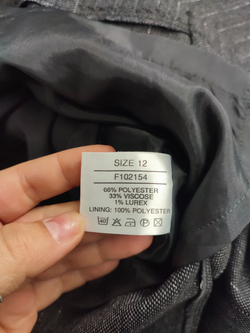 SIZE 12
F102154
66% POLYESTER
33% VISCOSE
1% LUREX
LINING: 100% POLYESTER